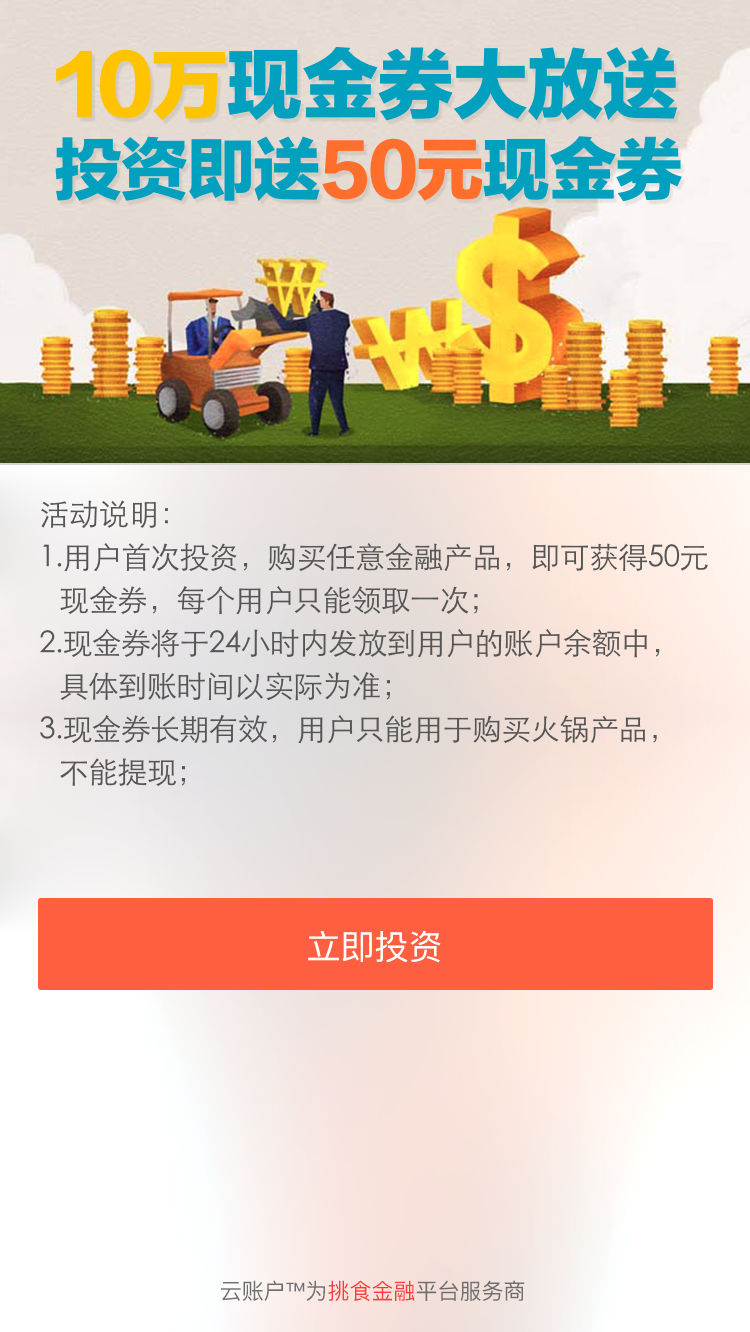 10万现金券大放送
投资即送50元现金券
活动说明：
1.用户首次投资，购买任意金融产品，即可获得50元
现金券，每个用户只能领取一次；
2.现金券将于24小时内发放到用户的账户余额中，
具体到账时间以实际为准；
3.现金券长期有效，用户只能用于购买火锅产品，
不能提现；
立即投资
云账户™为挑食金融平台服务商